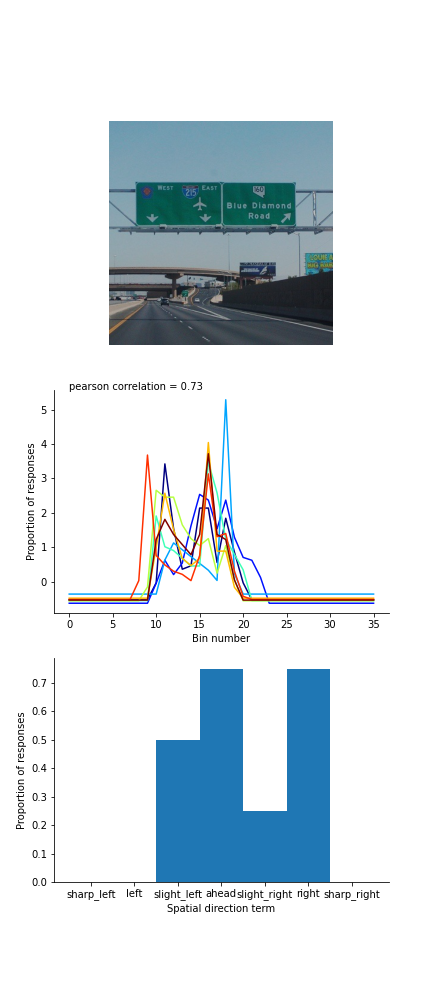 WEST 215 EAST
160
Blue Diamond
Road
pearson correlation = 0.73
Proportion of responses
5
4
3
2
1
0
0 5 10 15 20 25 30 35
Bin number
Proportion of responses
0.7
0.6
0.5
0.4
0.3
0.2
0.1
0.0
sharp_left left slight_left ahead slight_right right sharp_right
Spatial direction term